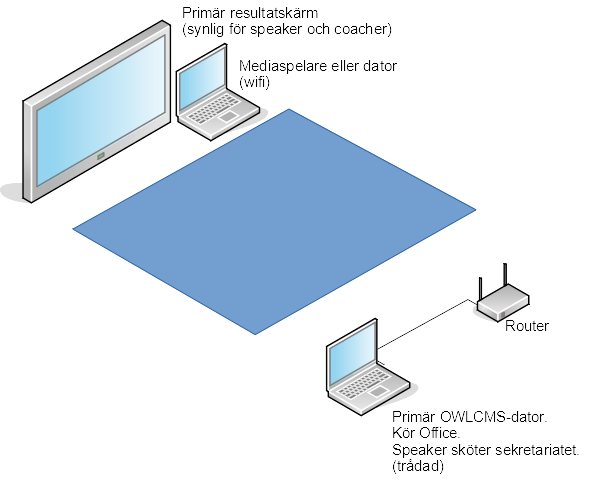 Primär resultatskärm
(synlig för speaker och coacher)
Mediaspelare eller dator
(wifi)
Router
Primär OWLCMS-dator.
Kör Office.
Speaker sköter sekretariatet.
(trådad)